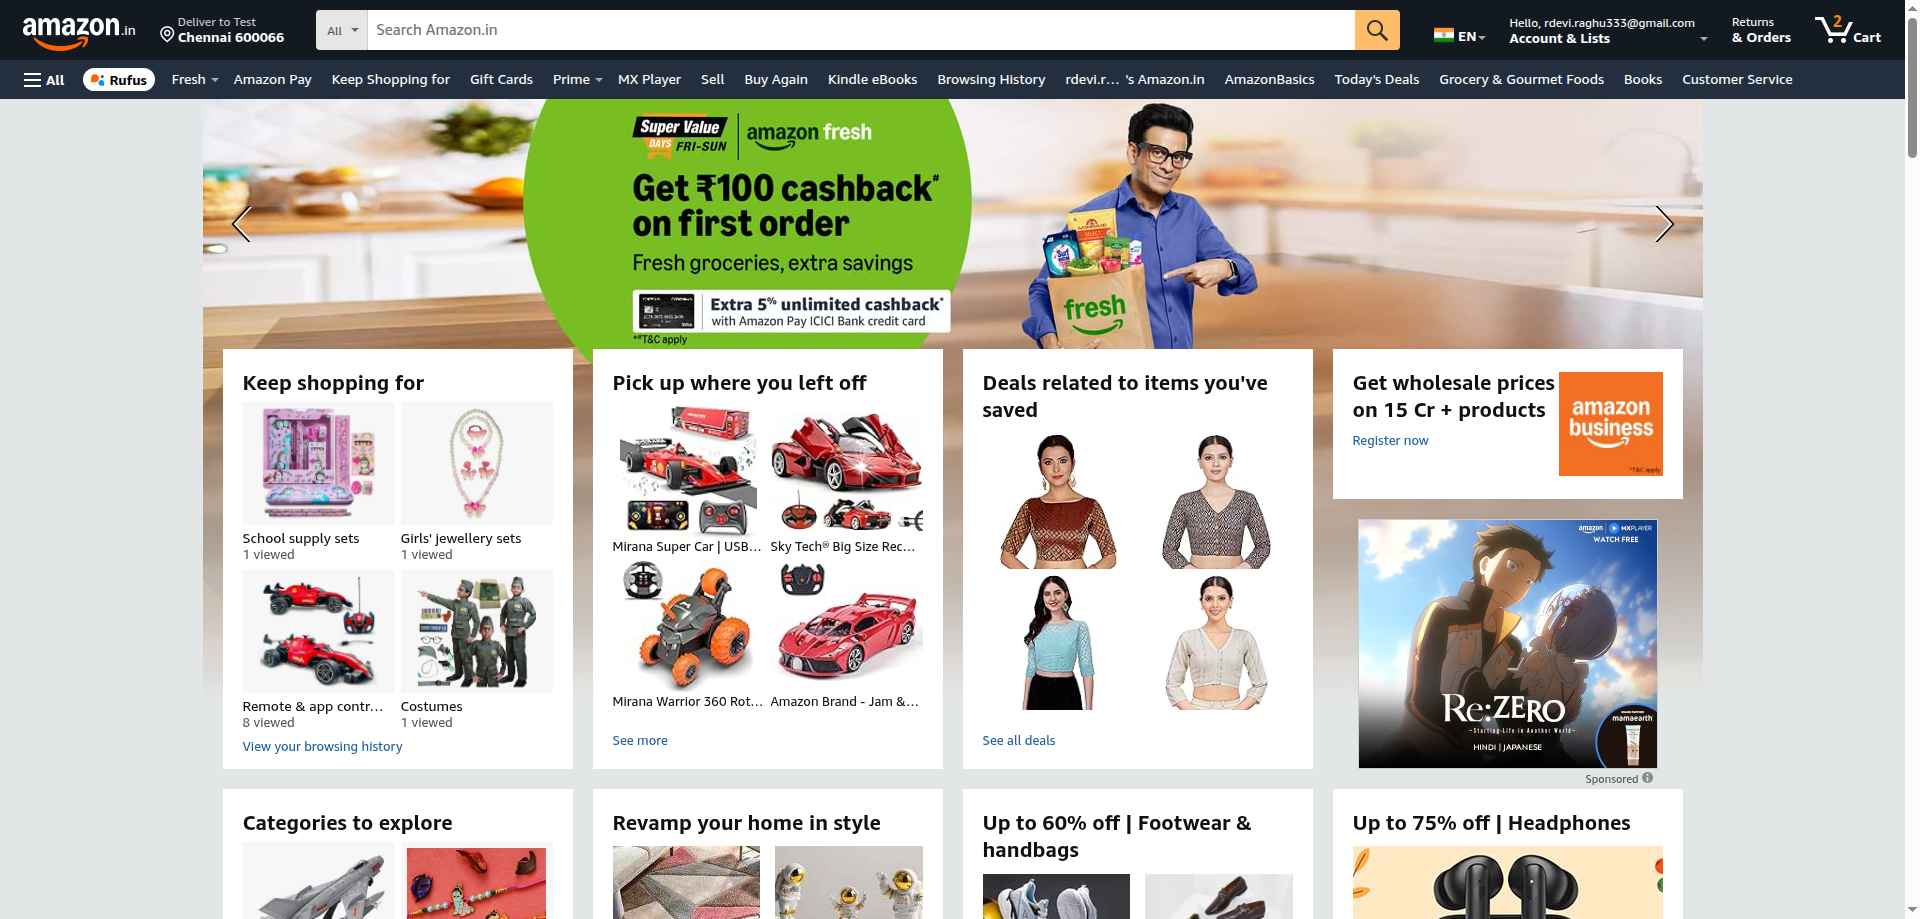 amazon.in
Deliver to Test
Chennai 600066
All
Search Amazon.in
EN
Hello, rdevi.raghu333@gmail.com
Account & Lists
Returns
& Orders
2
Cart
All
Rufus
Fresh
Amazon Pay
Keep Shopping for
Gift Cards
Prime
MX Player
Sell
Buy Again
Kindle eBooks
Browsing History
rdevi.r... 's Amazon.in
AmazonBasics
Today's Deals
Grocery & Gourmet Foods
Books
Customer Service
Super Value
DAYS FRI-SUN
amazon fresh
Get ₹100 cashback#
on first order
Fresh groceries, extra savings
Extra 5% unlimited cashback*
with Amazon Pay ICICI Bank credit card
*#T&C apply
fresh
Keep shopping for
School supply sets
1 viewed
Girls' jewellery sets
1 viewed
Remote & app contr...
8 viewed
Costumes
1 viewed
View your browsing history
Pick up where you left off
Mirana Super Car | USB...
Sky Tech® Big Size Rec...
Mirana Warrior 360 Rot...
Amazon Brand - Jam &...
See more
Deals related to items you've
saved
See all deals
Get wholesale prices
on 15 Cr + products
Register now
amazon
business
*T&C apply
amazon MXPLAYER
WATCH FREE
Re:ZERO
-Starting Life in Another World-
HINDI | JAPANESE
mamaearth
Sponsored
Categories to explore
Revamp your home in style
Up to 60% off | Footwear &
handbags
Up to 75% off | Headphones